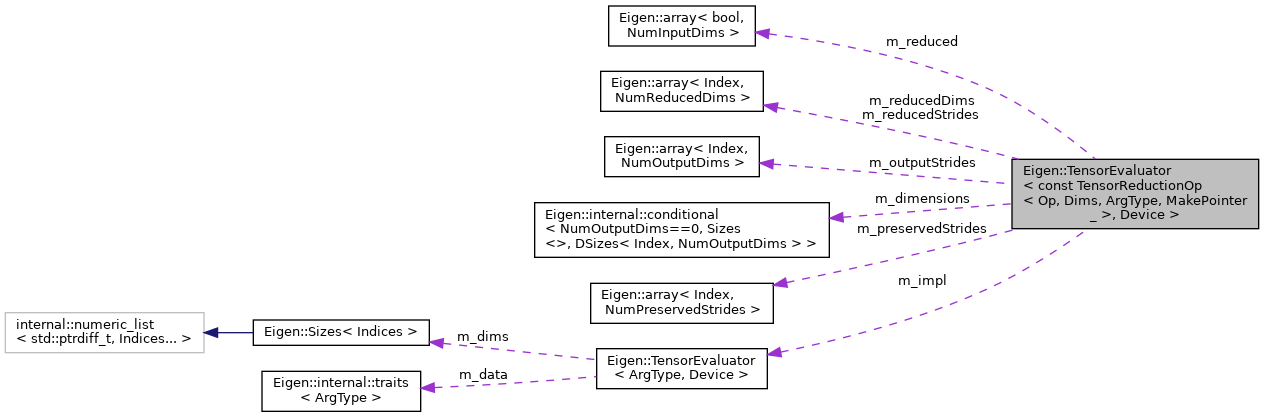 Eigen::array< bool,
NumInputDims >
m_reduced
Eigen::array< Index,
NumReducedDims >
m_reducedDims
m_reducedStrides
Eigen::array< Index,
NumOutputDims >
m_outputStrides
Eigen::TensorEvaluator
< const TensorReductionOp
< Op, Dims, ArgType, MakePointer
_ >, Device >
Eigen::internal::conditional
< NumOutputDims==0, Sizes
<>, DSizes< Index, NumOutputDims > >
m_dimensions
m_preservedStrides
Eigen::array< Index,
NumPreservedStrides >
m_impl
internal::numeric_list
< std::ptrdiff_t, Indices... >
Eigen::Sizes< Indices >
m_dims
Eigen::TensorEvaluator
< ArgType, Device >
m_data
Eigen::internal::traits
< ArgType >